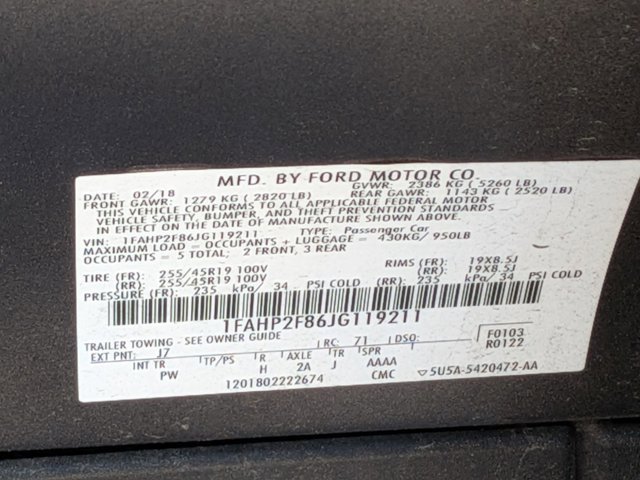 MFD. BY FORD MOTOR CO.
DATE: 02/18 GVWR: 2386 KG ( 5260 LB)
FRONT GAWR: 1279 KG ( 2820 LB) REAR GAWR: 1143 KG ( 2520 LB)
THIS VEHICLE CONFORMS TO ALL APPLICABLE FEDERAL MOTOR
VEHICLE SAFETY, BUMPER, AND THEFT PREVENTION STANDARDS
IN EFFECT ON THE DATE OF MANUFACTURE SHOWN ABOVE.
VIN: 1FAHP2F86JG119211 TYPE: Passenger Car
MAXIMUM LOAD = OCCUPANTS + LUGGAGE = 430KG/ 950LB
OCCUPANTS = 5 TOTAL; 2 FRONT, 3 REAR
TIRE (FR): 255/45R19 100V RIMS (FR): 19X8.5J
(RR): 255/45R19 100V (RR): 19X8.5J
PRESSURE (FR): 235 kPa/ 34 PSI COLD (RR): 235 kPa/ 34 PSI COLD
1FAHP2F86JG119211
TRAILER TOWING - SEE OWNER GUIDE F0103
EXT PNT: J7 RC: 71 DSO: R0122
INT TR TP/PS R AXLE TR SPR
PW H 2A J AAAA
1201802222674 CMC ▽5U5A-5420472-AA